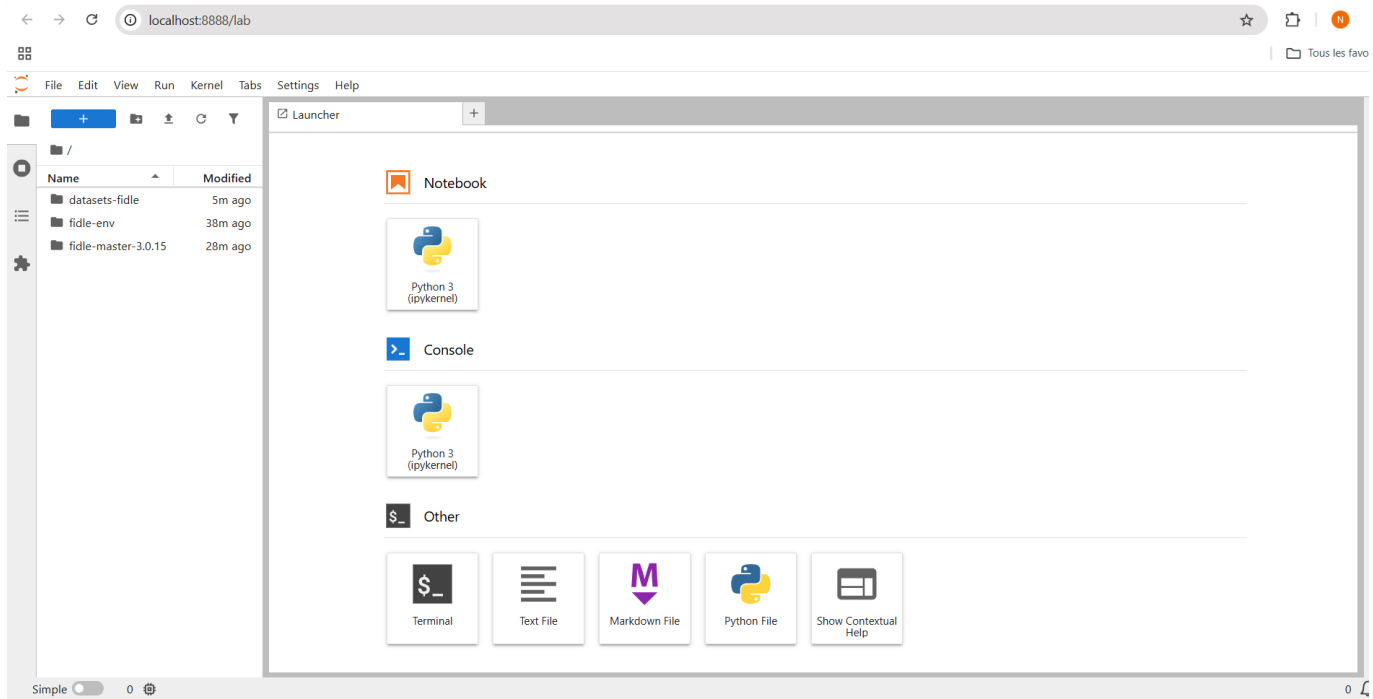 localhost:8888/lab
N
Tous les favo
File Edit View Run Kernel Tabs Settings Help
+
Launcher
+
/
Name Modified
datasets-fidle 5m ago
fidle-env 38m ago
fidle-master-3.0.15 28m ago
Notebook
Python 3
(ipykernel)
>_ Console
Python 3
(ipykernel)
$_ Other
$_
Terminal
Text File
M
Markdown File
Python File
Show Contextual
Help
Simple 0 0